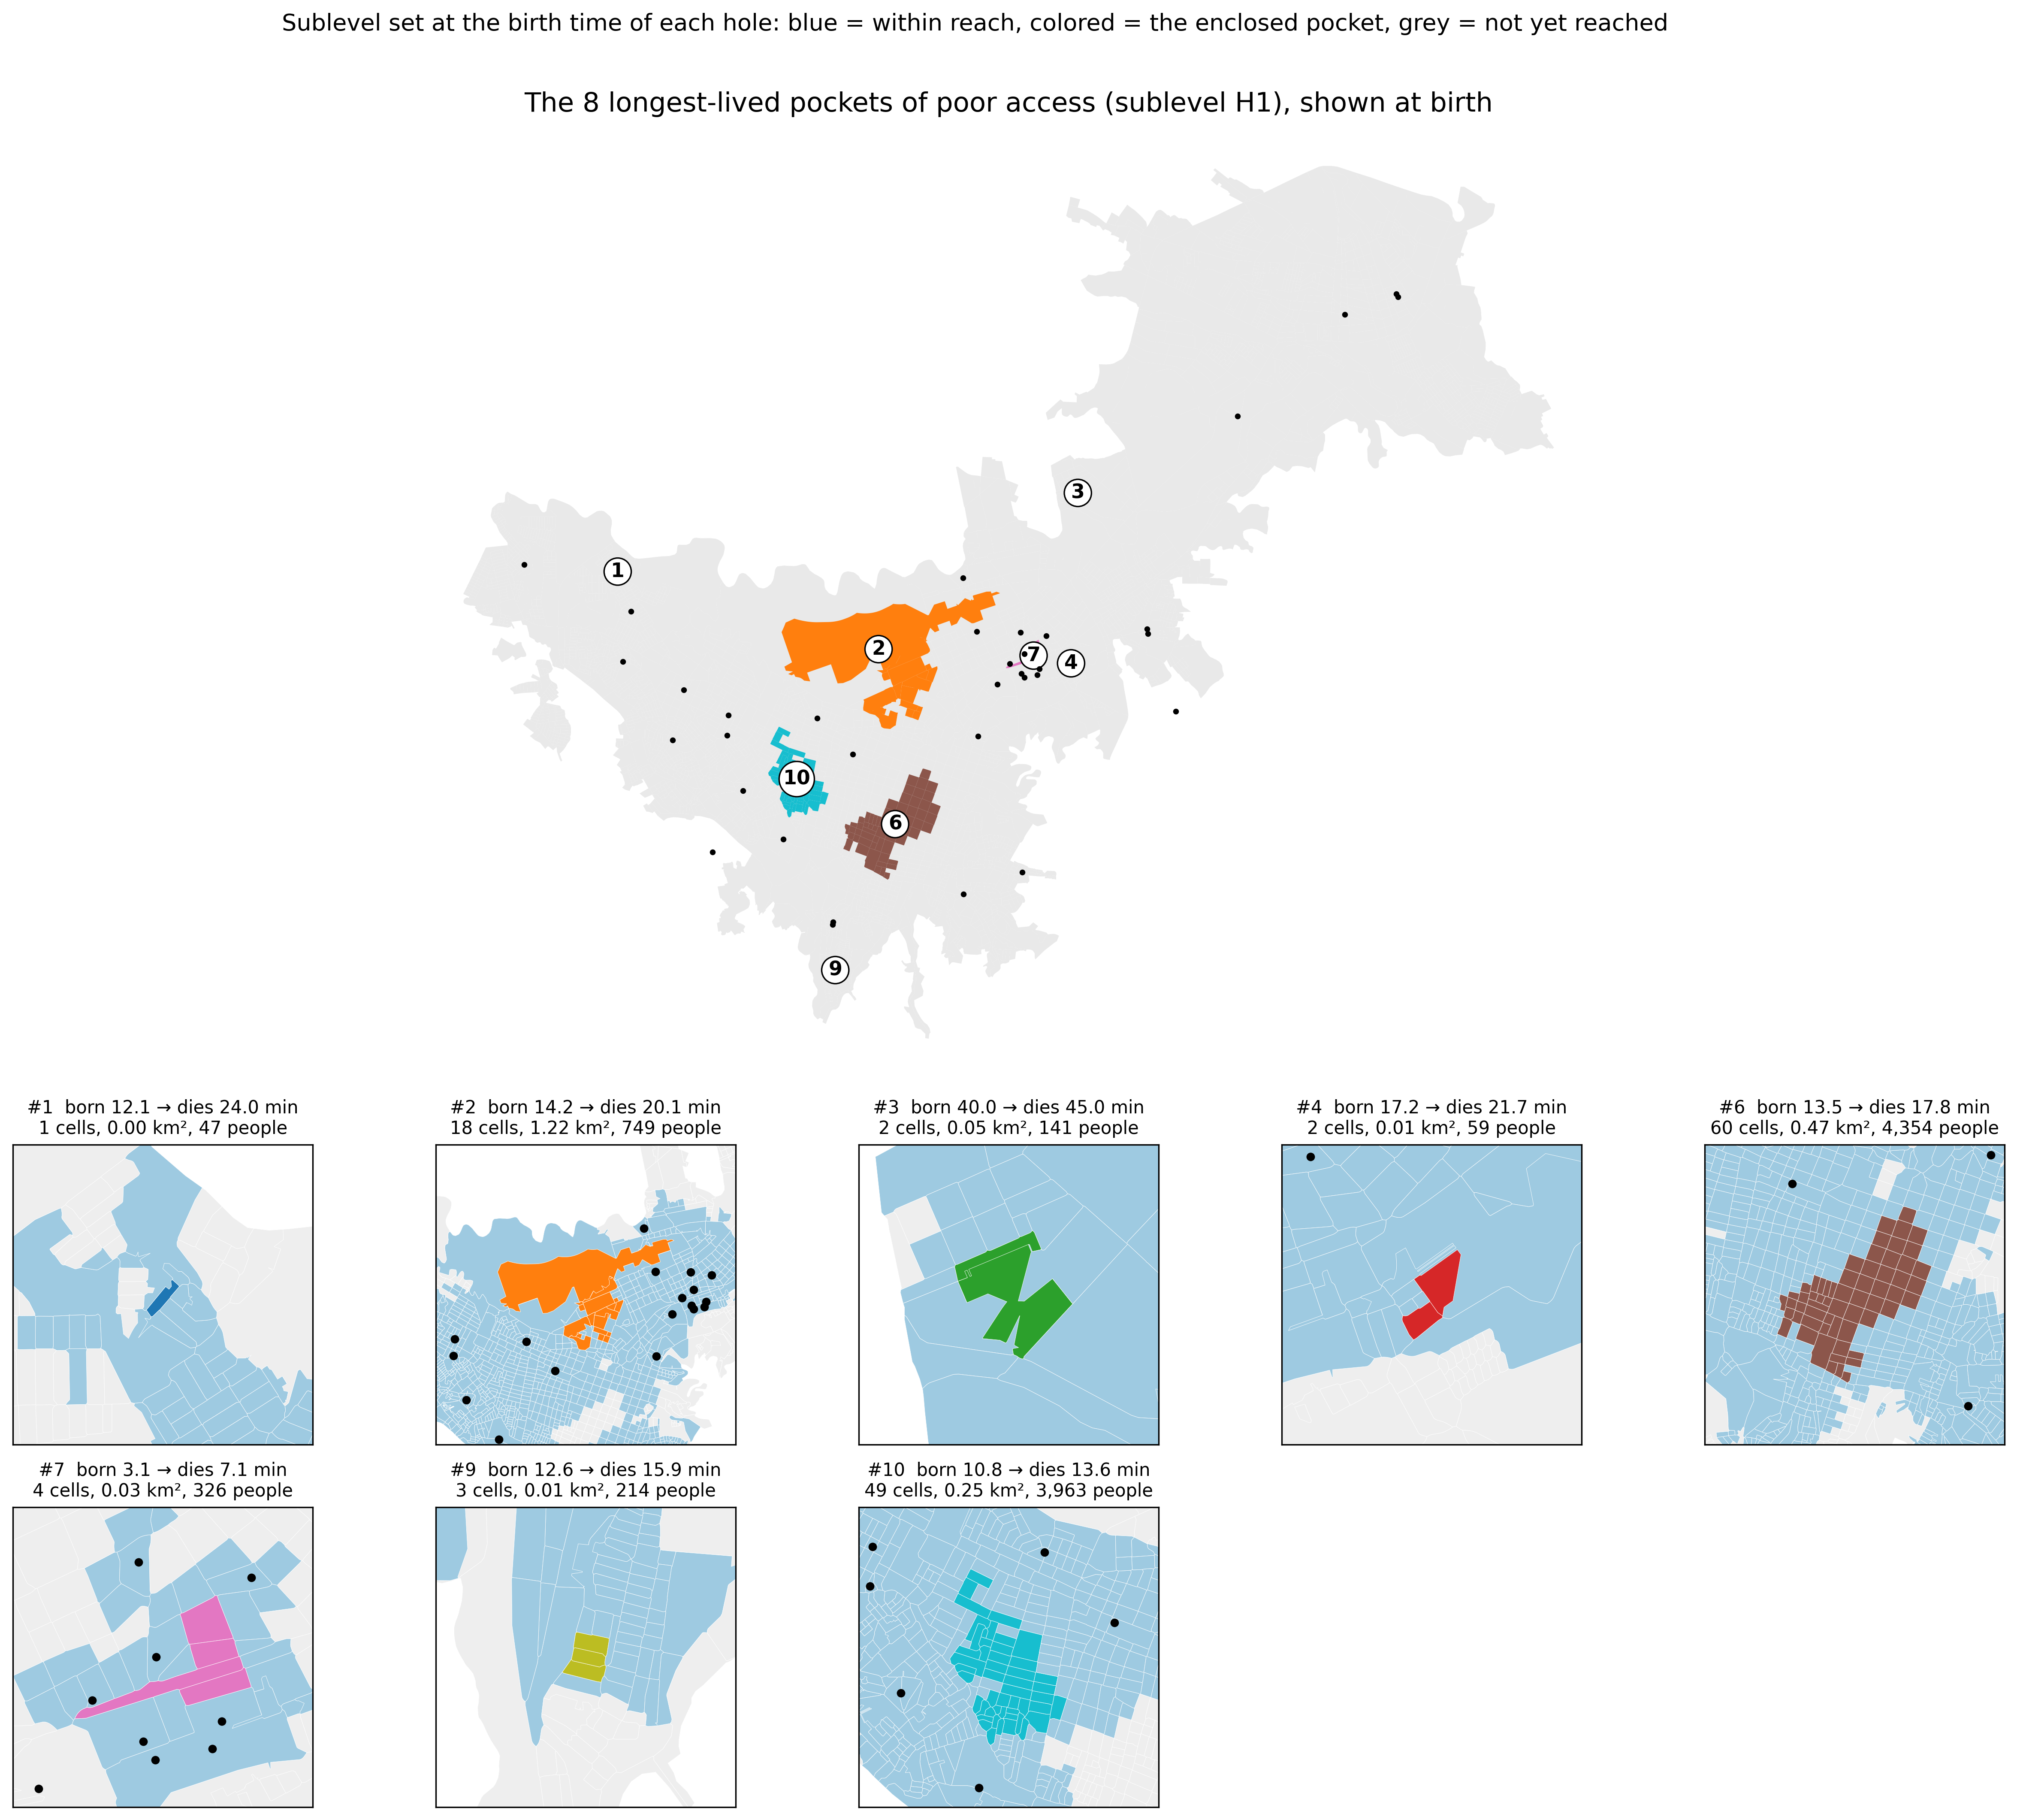 Sublevel set at the birth time of each hole: blue = within reach, colored = the enclosed pocket, grey = not yet reached
The 8 longest-lived pockets of poor access (sublevel H1), shown at birth
3
1
2
7
4
10
6
9
#1  born 12.1 → dies 24.0 min
1 cells, 0.00 km², 47 people
#2  born 14.2 → dies 20.1 min
18 cells, 1.22 km², 749 people
#3  born 40.0 → dies 45.0 min
2 cells, 0.05 km², 141 people
#4  born 17.2 → dies 21.7 min
2 cells, 0.01 km², 59 people
#6  born 13.5 → dies 17.8 min
60 cells, 0.47 km², 4,354 people
#7  born 3.1 → dies 7.1 min
4 cells, 0.03 km², 326 people
#9  born 12.6 → dies 15.9 min
3 cells, 0.01 km², 214 people
#10  born 10.8 → dies 13.6 min
49 cells, 0.25 km², 3,963 people